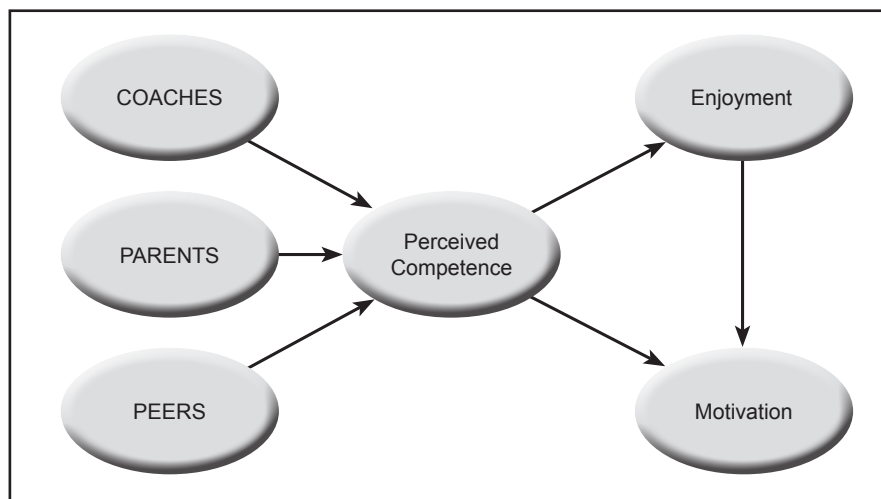 COACHES
PARENTS
PEERS
Perceived
Competence
Enjoyment
Motivation